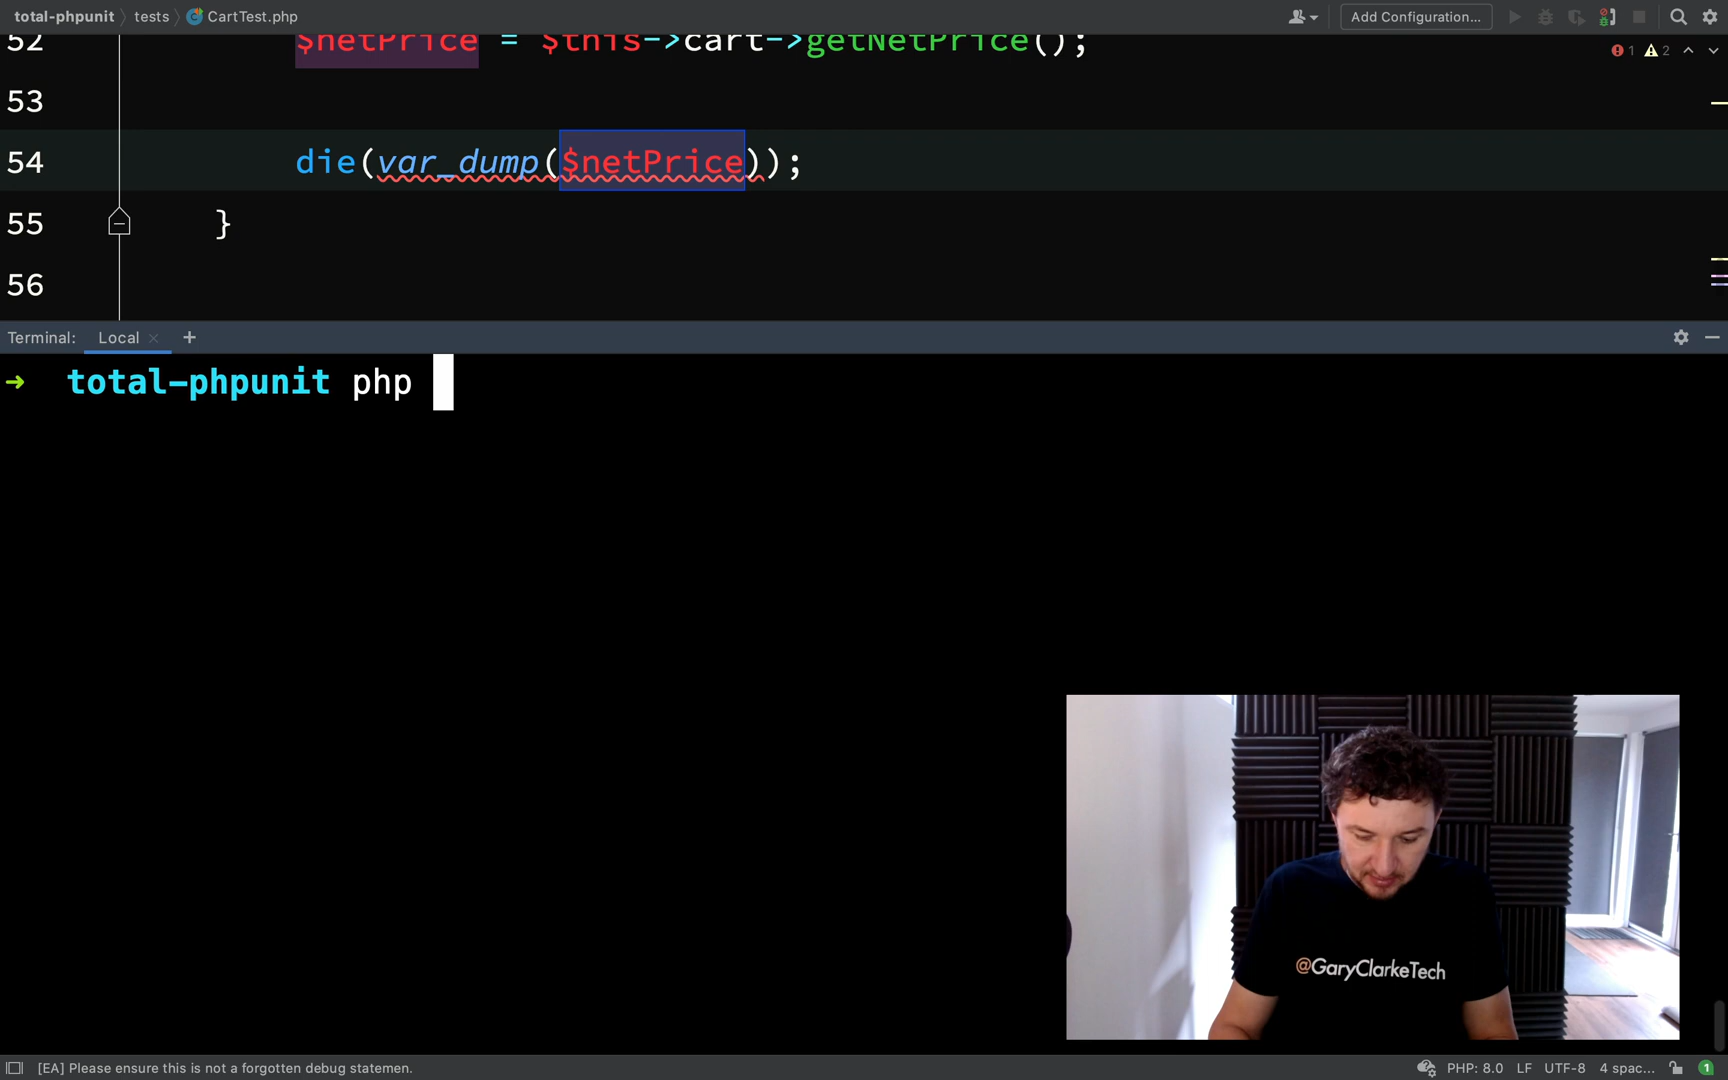 total-phpunit tests CartTest.php Add Configuration...
52 $netPrice = $this->cart->getNetPrice();
1 2
53
54 die(var_dump($netPrice));
55 }
56
Terminal: Local × +
→ total-phpunit php
@GaryClarkeTech
[EA] Please ensure this is not a forgotten debug statemen. PHP: 8.0 LF UTF-8 4 spac... 1